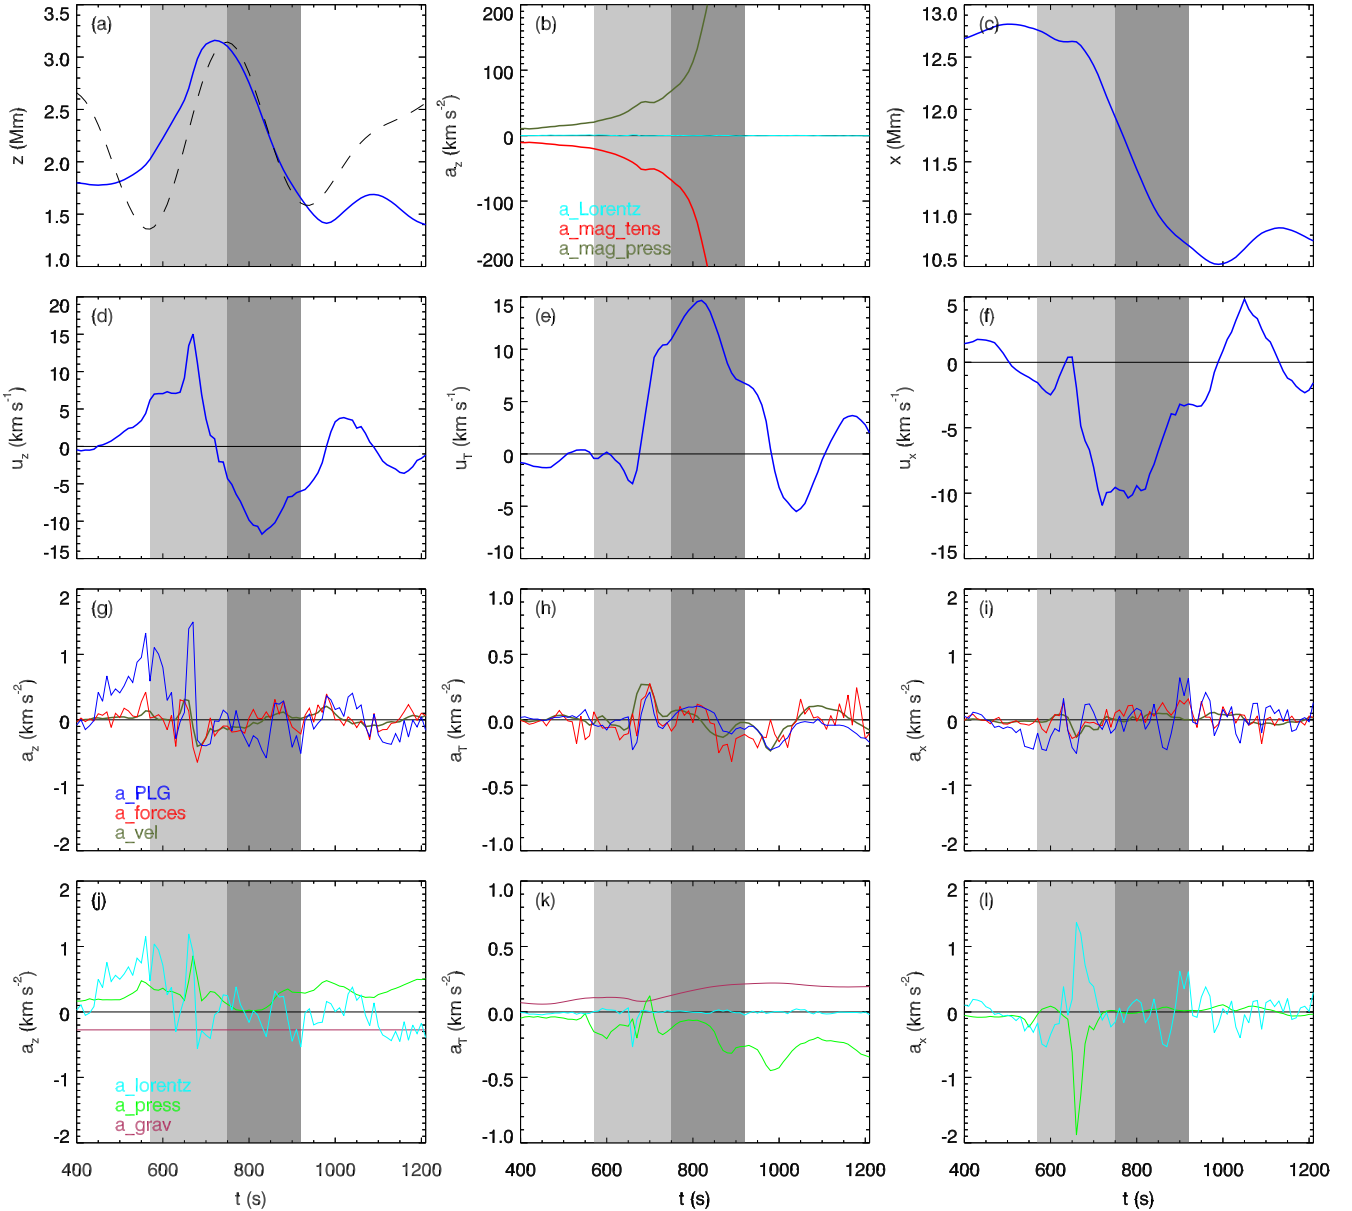 (a)
z (Mm)
3.5
3.0
2.5
2.0
1.5
1.0
(b)
a_z (km s⁻²)
200
100
0
-100
-200
a_Lorentz
a_mag_tens
a_mag_press
(c)
x (Mm)
13.0
12.5
12.0
11.5
11.0
10.5
(d)
u_z (km s⁻¹)
20
15
10
5
0
-5
-10
-15
(e)
u_T (km s⁻¹)
15
10
5
0
-5
-10
(f)
u_x (km s⁻¹)
5
0
-5
-10
-15
(g)
a_z (km s⁻²)
2
1
0
-1
-2
a_PLG
a_forces
a_vel
(h)
a_T (km s⁻²)
1.0
0.5
0.0
-0.5
-1.0
(i)
a_x (km s⁻²)
2
1
0
-1
-2
(j)
a_z (km s⁻²)
2
1
0
-1
-2
a_lorentz
a_press
a_grav
400 600 800 1000 1200
t (s)
(k)
a_T (km s⁻²)
1.0
0.5
0.0
-0.5
-1.0
400 600 800 1000 1200
t (s)
(l)
a_x (km s⁻²)
2
1
0
-1
-2
400 600 800 1000 1200
t (s)